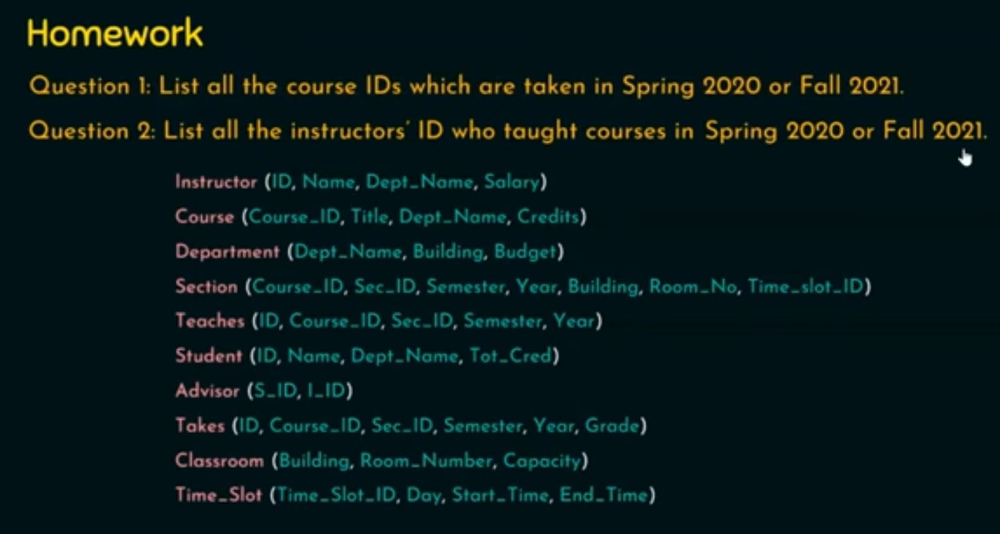 Homework
Question 1: List all the course IDs which are taken in Spring 2020 or Fall 2021.
Question 2: List all the instructors' ID who taught courses in Spring 2020 or Fall 2021.
Instructor (ID, Name, Dept_Name, Salary)
Course (Course_ID, Title, Dept_Name, Credits)
Department (Dept_Name, Building, Budget)
Section (Course_ID, Sec_ID, Semester, Year, Building, Room_No, Time_slot_ID)
Teaches (ID, Course_ID, Sec_ID, Semester, Year)
Student (ID, Name, Dept_Name, Tot_Cred)
Advisor (S_ID, I_ID)
Takes (ID, Course_ID, Sec_ID, Semester, Year, Grade)
Classroom (Building, Room_Number, Capacity)
Time_Slot (Time_Slot_ID, Day, Start_Time, End_Time)